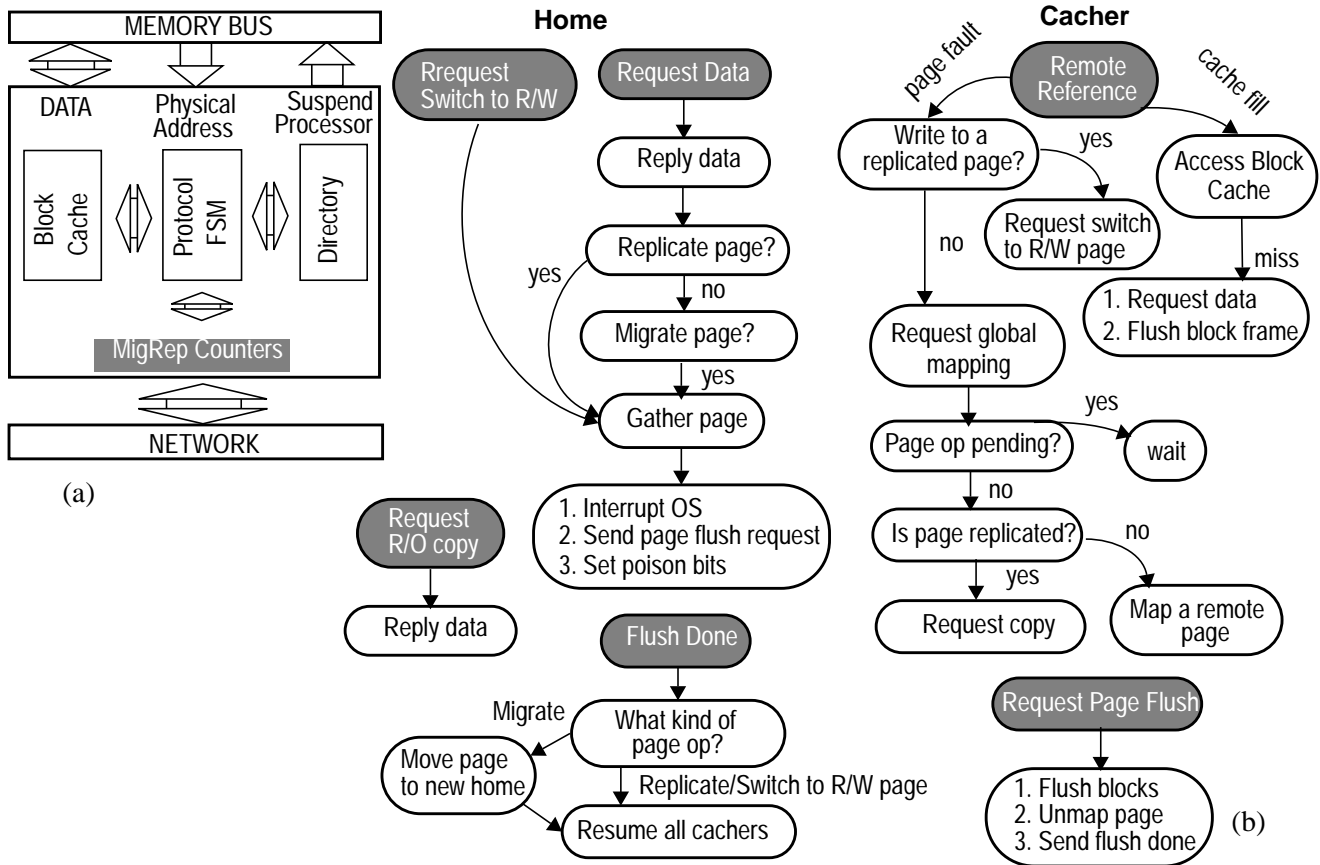 MEMORY BUS
DATA
Physical
Address
Suspend
Processor
Block
Cache
Protocol
FSM
Directory
MigRep Counters
NETWORK
(a)
Home
Rrequest
Switch to R/W
Request Data
Reply data
Replicate page?
yes
no
Migrate page?
yes
Gather page
1. Interrupt OS
2. Send page flush request
3. Set poison bits
Request
R/O copy
Reply data
Flush Done
What kind of
page op?
Migrate
Move page
to new home
Replicate/Switch to R/W page
Resume all cachers
Cacher
Remote
Reference
page fault
cache fill
Write to a
replicated page?
yes
Request switch
to R/W page
no
Access Block
Cache
miss
1. Request data
2. Flush block frame
Request global
mapping
Page op pending?
yes
wait
no
Is page replicated?
no
Map a remote
page
yes
Request copy
Request Page Flush
1. Flush blocks
2. Unmap page
3. Send flush done
(b)